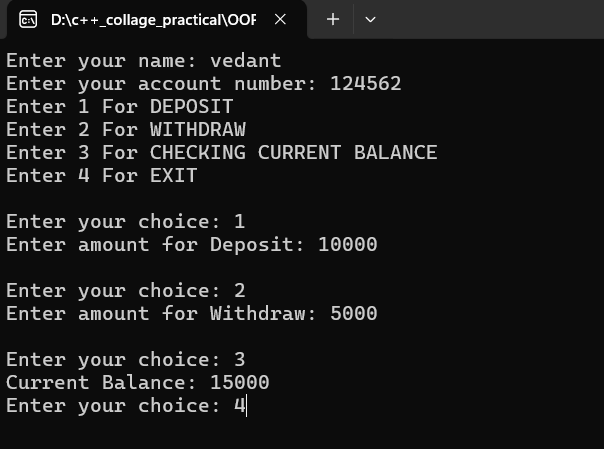 D:\c++_collage_practical\OOP
Enter your name: vedant
Enter your account number: 124562
Enter 1 For DEPOSIT
Enter 2 For WITHDRAW
Enter 3 For CHECKING CURRENT BALANCE
Enter 4 For EXIT
Enter your choice: 1
Enter amount for Deposit: 10000
Enter your choice: 2
Enter amount for Withdraw: 5000
Enter your choice: 3
Current Balance: 15000
Enter your choice: 4